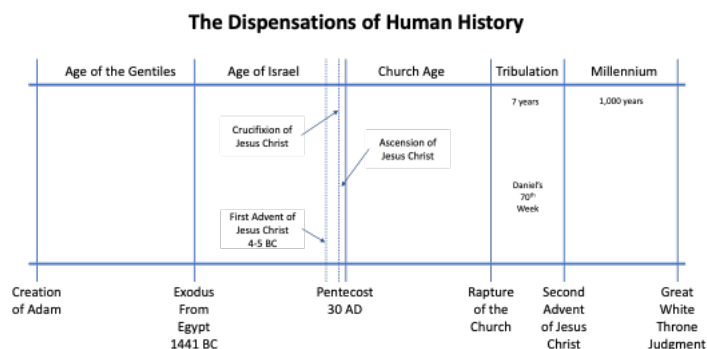 The Dispensations of Human History
Age of the Gentiles
Age of Israel
Church Age
Tribulation
Millennium
7 years
1,000 years
Crucifixion of
Jesus Christ
Ascension of
Jesus Christ
Daniel's
70th
Week
First Advent of
Jesus Christ
4-5 BC
Creation
of Adam
Exodus
From
Egypt
1441 BC
Pentecost
30 AD
Rapture
of the
Church
Second
Advent
of Jesus
Christ
Great
White
Throne
Judgment